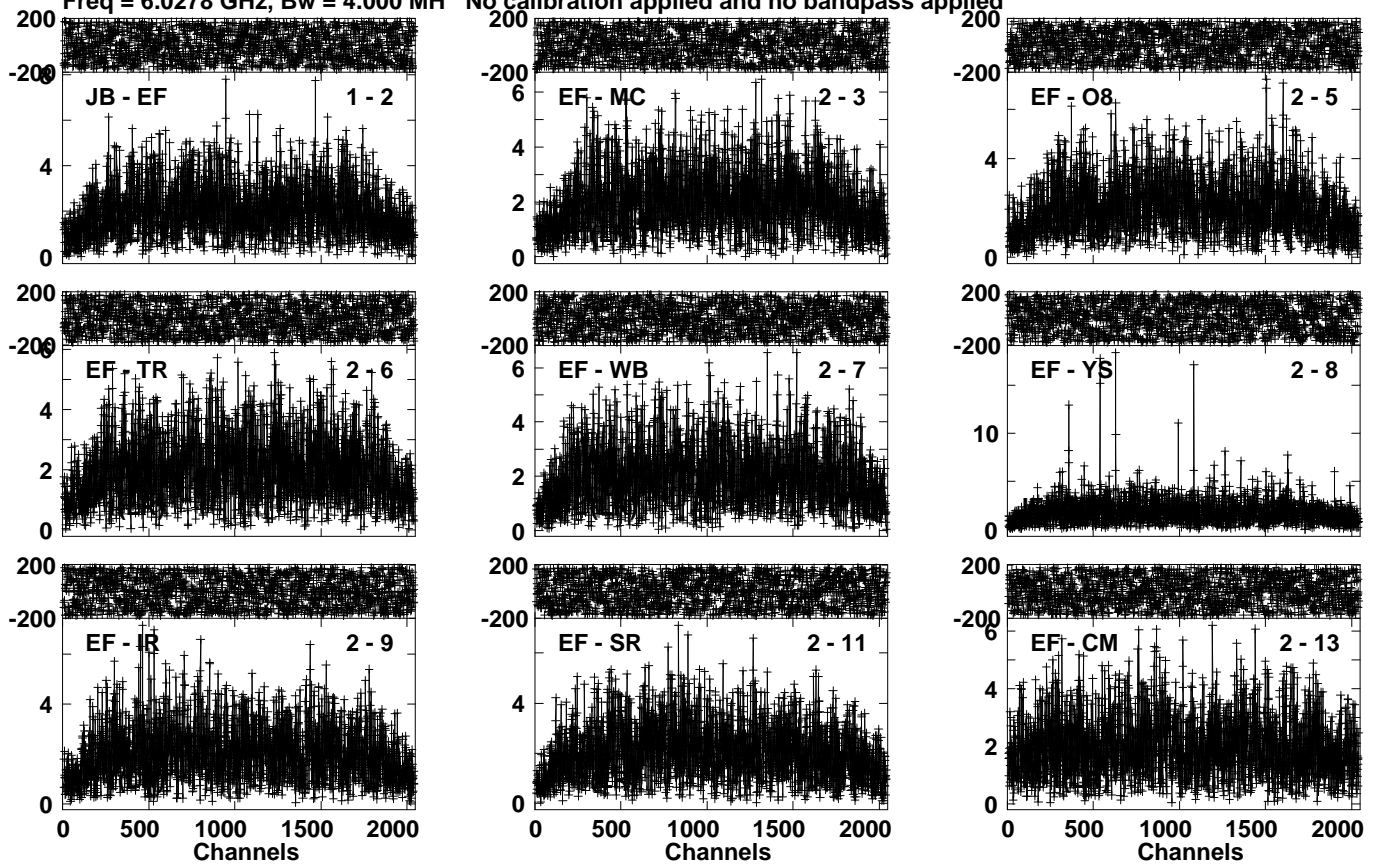 Freq = 6.0278 GHz, Bw = 4.000 MH No calibration applied and no bandpass applied
200 200 200
-200 -200 -200
8 6
JB - EF 1 - 2 EF - MC 2 - 3 EF - O8 2 - 5
4 4 4
2
0 0 0
200 200 200
-200 -200 -200
6 6
EF - TR 2 - 6 EF - WB 2 - 7 EF - YS 2 - 8
4 4 10
2 2
0 0 0
200 200 200
-200 -200 -200
6
EF - IR 2 - 9 EF - SR 2 - 11 EF - CM 2 - 13
4 4 4
2
0 0 0
0 500 1000 1500 2000 0 500 1000 1500 2000 0 500 1000 1500 2000
Channels Channels Channels